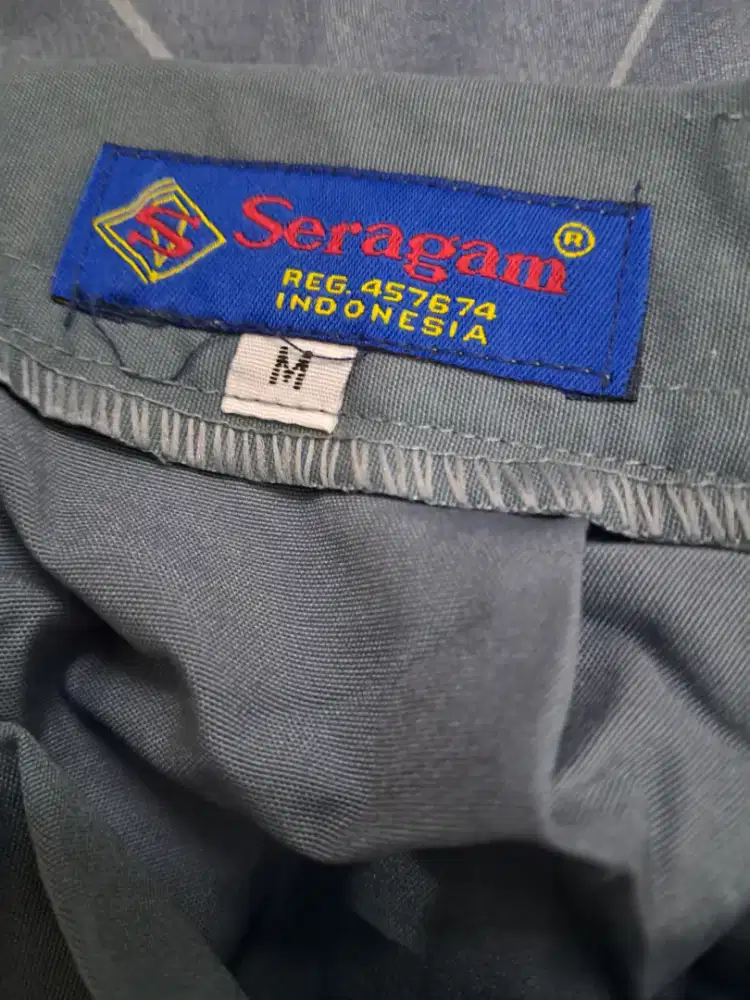 Seragam ®
REG. 457674
INDONESIA
M